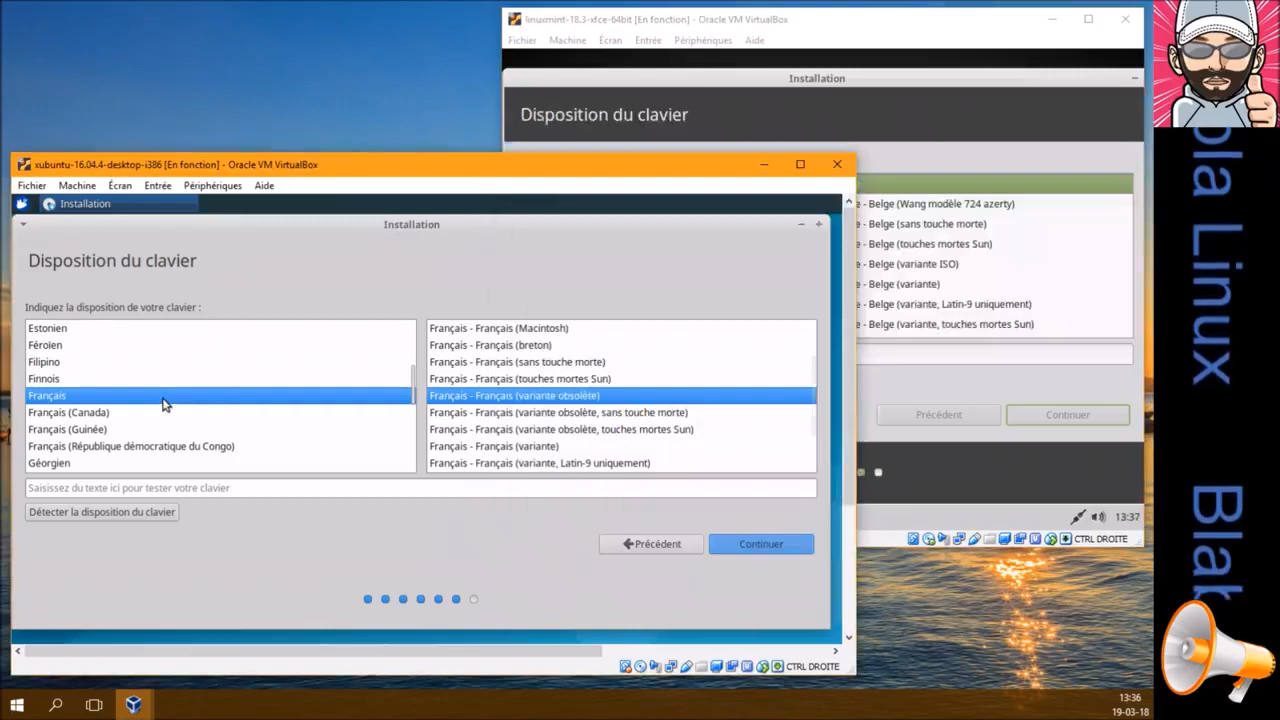 linuxmint-18.3-xfce-64bit [En fonction] - Oracle VM VirtualBox
Fichier Machine Écran Entrée Périphériques Aide
Installation
Disposition du clavier
e - Belge (Wang modèle 724 azerty)
e - Belge (sans touche morte)
e - Belge (touches mortes Sun)
e - Belge (variante ISO)
e - Belge (variante)
e - Belge (variante, Latin-9 uniquement)
e - Belge (variante, touches mortes Sun)
Précédent Continuer
13:37
CTRL DROITE
xubuntu-16.04.4-desktop-i386 [En fonction] - Oracle VM VirtualBox
Fichier Machine Écran Entrée Périphériques Aide
Installation
Installation
Disposition du clavier
Indiquez la disposition de votre clavier :
Estonien
Féroïen
Filipino
Finnois
Français
Français (Canada)
Français (Guinée)
Français (République démocratique du Congo)
Géorgien
Français - Français (Macintosh)
Français - Français (breton)
Français - Français (sans touche morte)
Français - Français (touches mortes Sun)
Français - Français (variante obsolète)
Français - Français (variante obsolète, sans touche morte)
Français - Français (variante obsolète, touches mortes Sun)
Français - Français (variante)
Français - Français (variante, Latin-9 uniquement)
Saisissez du texte ici pour tester votre clavier
Détecter la disposition du clavier
Précédent Continuer
CTRL DROITE
13:36
19-03-18
Blab
ola Linux